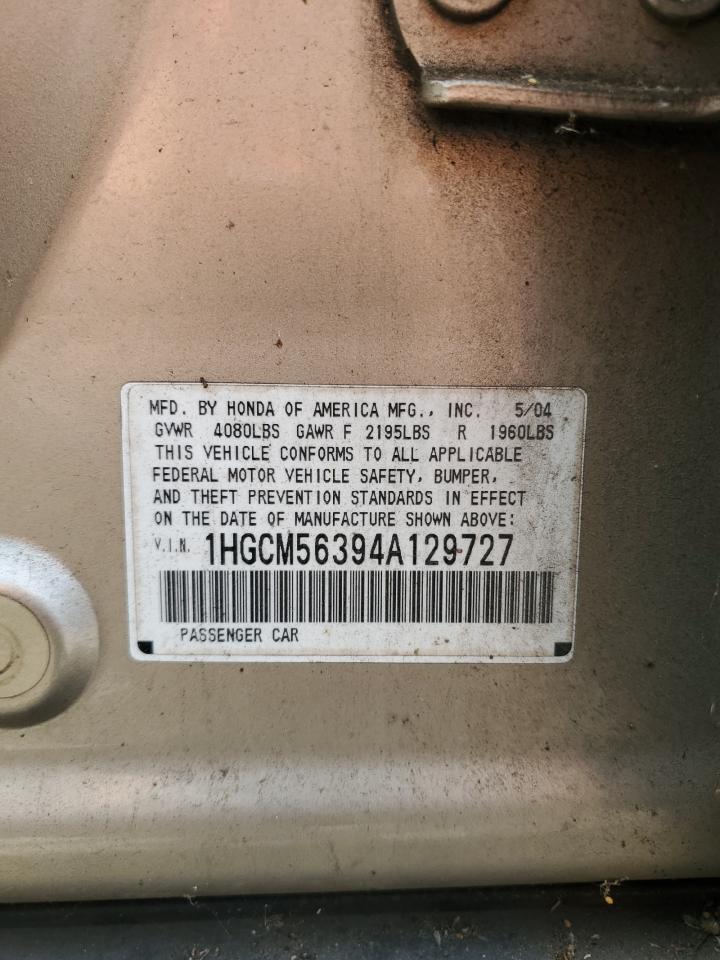 MFD. BY HONDA OF AMERICA MFG., INC. 5/04
GVWR 4080LBS GAWR F 2195LBS R 1960LBS
THIS VEHICLE CONFORMS TO ALL APPLICABLE
FEDERAL MOTOR VEHICLE SAFETY, BUMPER,
AND THEFT PREVENTION STANDARDS IN EFFECT
ON THE DATE OF MANUFACTURE SHOWN ABOVE:
V.I.N. 1HGCM56394A129727
PASSENGER CAR